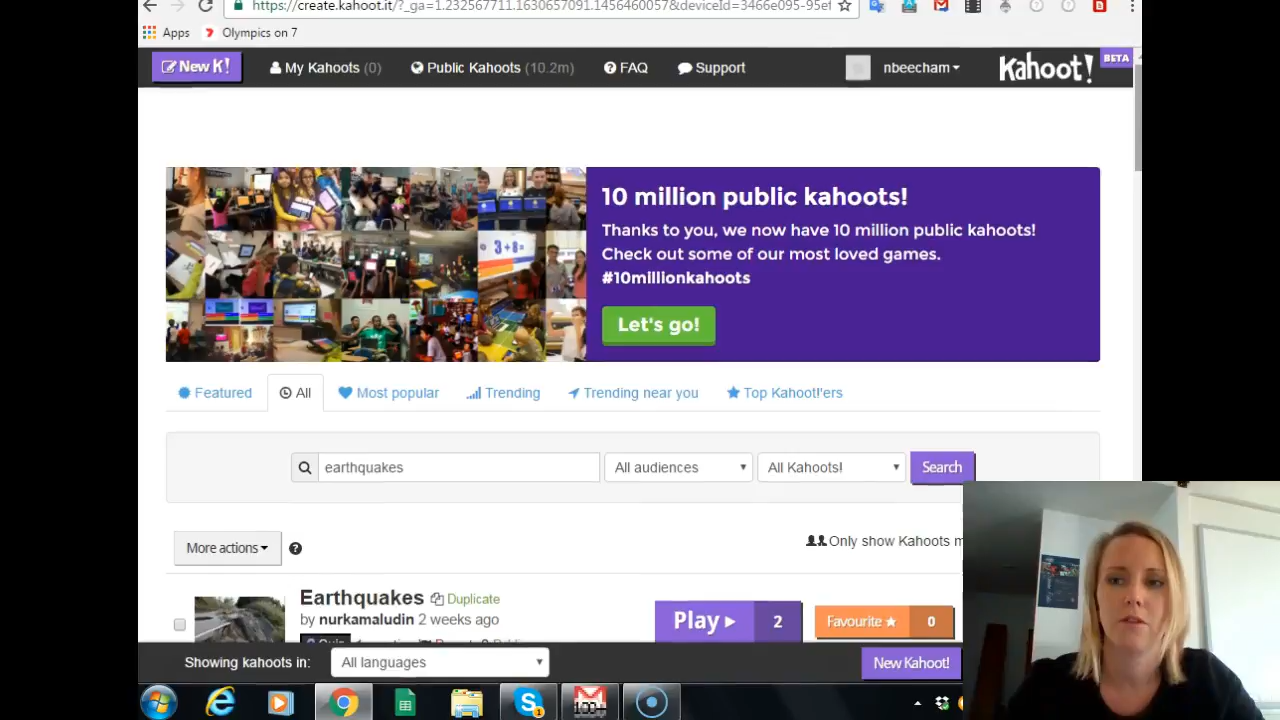 https://create.kahoot.it/?_ga=1.232567711.1630657091.1456460057&deviceId=3466e095-95ef
Apps Olympics on 7
New K! My Kahoots (0) Public Kahoots (10.2m) FAQ Support nbeecham Kahoot! BETA
10 million public kahoots!
Thanks to you, we now have 10 million public kahoots!
Check out some of our most loved games.
#10millionkahoots
Let's go!
3+8=
Featured All Most popular Trending Trending near you Top Kahoot!'ers
earthquakes All audiences All Kahoots! Search
More actions Only show Kahoots m
Earthquakes Duplicate
by nurkamaludin 2 weeks ago
Play 2 Favourite 0
Quiz
Showing kahoots in: All languages New Kahoot!
100+